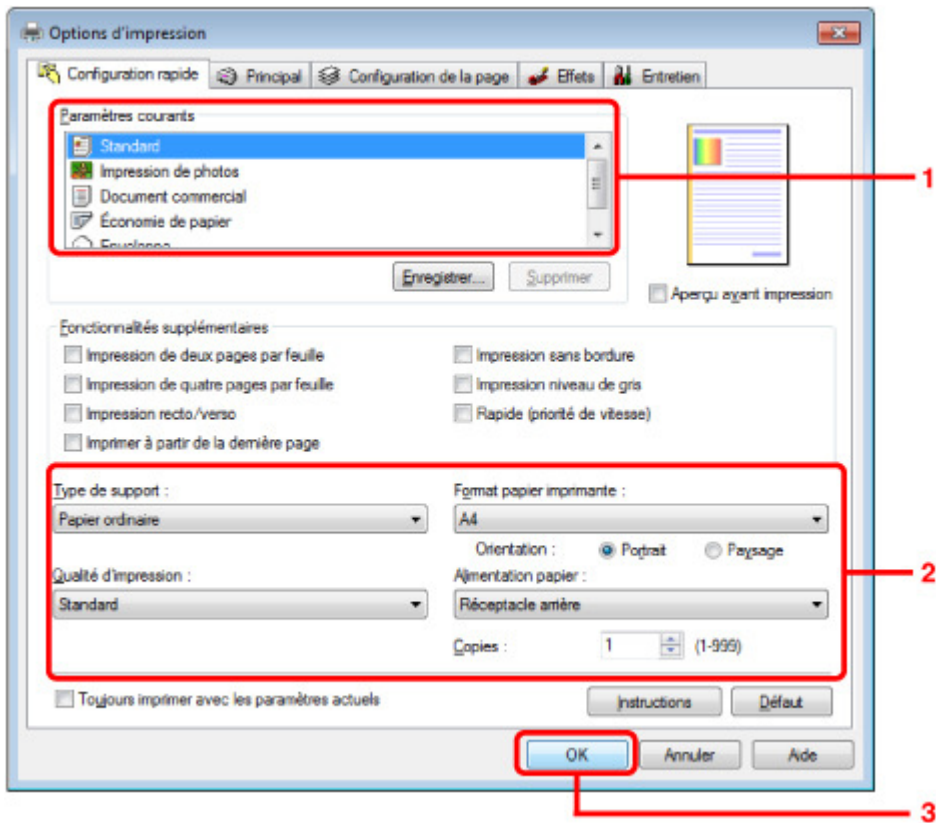 Options d'impression
Configuration rapide Principal Configuration de la page Effets Entretien
Paramètres courants
Standard
Impression de photos
Document commercial
Économie de papier
Enveloppe
1
Enregistrer... Supprimer
Aperçu avant impression
Fonctionnalités supplémentaires
Impression de deux pages par feuille Impression sans bordure
Impression de quatre pages par feuille Impression niveau de gris
Impression recto/verso Rapide (priorité de vitesse)
Imprimer à partir de la dernière page
Type de support : Format papier imprimante :
Papier ordinaire A4
Orientation : Portrait Paysage
Qualité d'impression : Alimentation papier :
2
Standard Réceptacle arrière
Copies : 1 (1-999)
Toujours imprimer avec les paramètres actuels Instructions Défaut
OK Annuler Aide
3